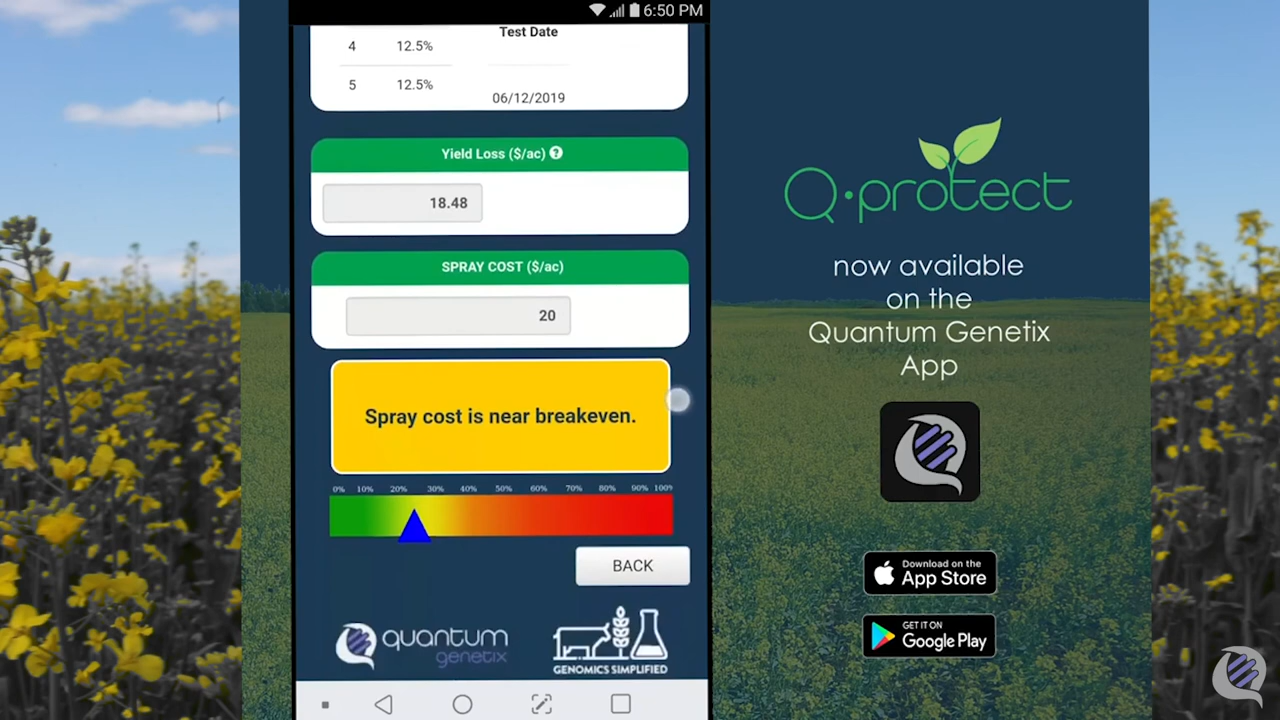 6:50 PM
Test Date
4 12.5%
5 12.5%
06/12/2019
Yield Loss ($/ac) ?
18.48
SPRAY COST ($/ac)
20
Spray cost is near breakeven.
0% 10% 20% 30% 40% 50% 60% 70% 80% 90% 100%
BACK
quantum
genetix
GENOMICS SIMPLIFIED
Q·protect
now available
on the
Quantum Genetix
App
Download on the
App Store
GET IT ON
Google Play